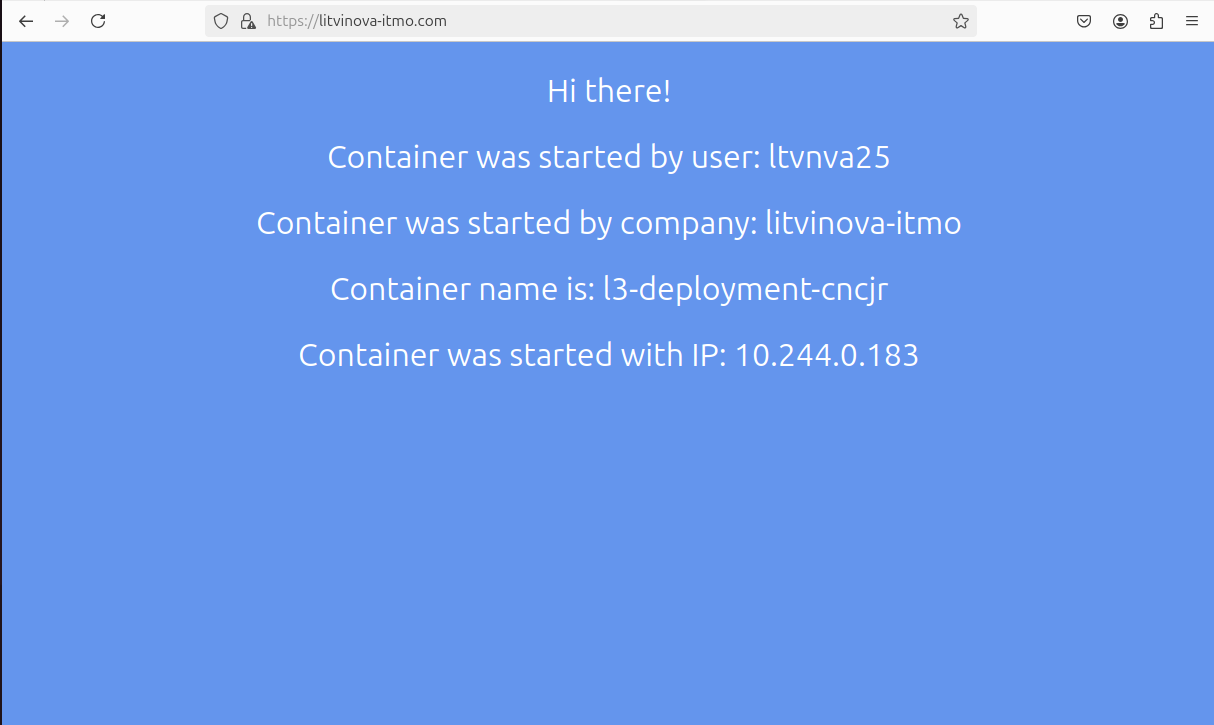 https://litvinova-itmo.com
Hi there!
Container was started by user: ltvnva25
Container was started by company: litvinova-itmo
Container name is: l3-deployment-cncjr
Container was started with IP: 10.244.0.183